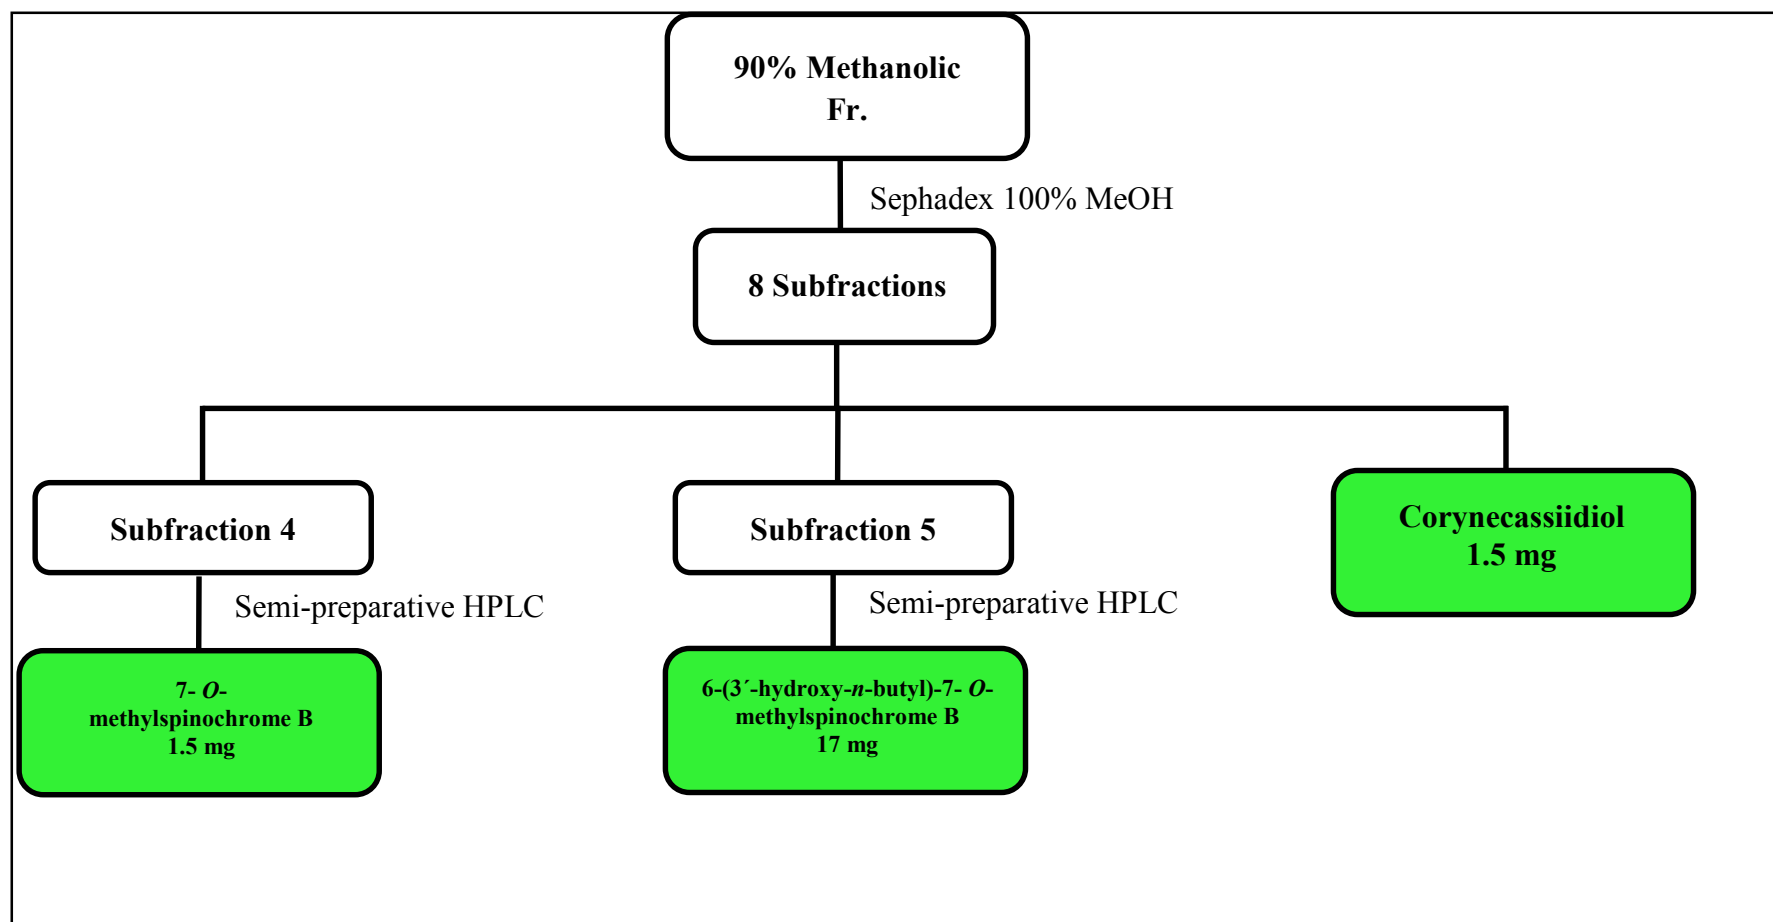 90% Methanolic
Fr.
Sephadex 100% MeOH
8 Subfractions
Subfraction 4
Subfraction 5
Corynecassiidiol
1.5 mg
Semi-preparative HPLC
Semi-preparative HPLC
7- O-
methylspinochrome B
1.5 mg
6-(3´-hydroxy-n-butyl)-7- O-
methylspinochrome B
17 mg